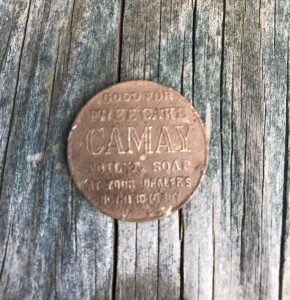 GOOD FOR
FREE CAKE
CAMAY
TOILET SOAP
AT YOUR DEALERS